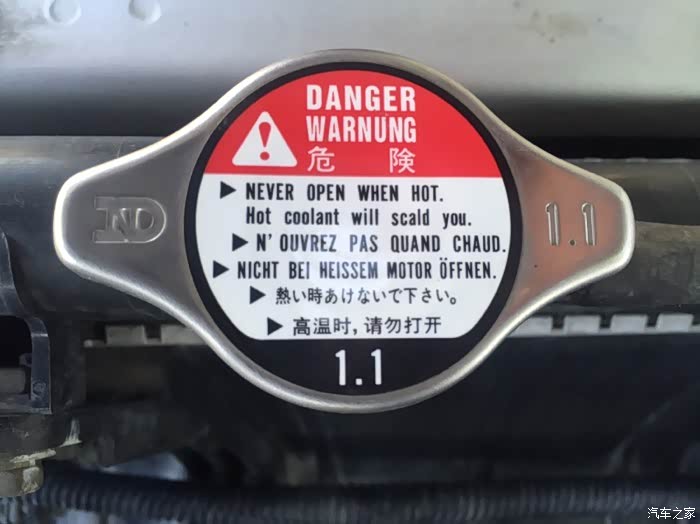 DANGER
WARNUNG
危 険
▶ NEVER OPEN WHEN HOT.
Hot coolant will scald you.
▶ N' OUVREZ PAS QUAND CHAUD.
▶ NICHT BEI HEISSEM MOTOR ÖFFNEN.
▶ 熱い時あけないで下さい。
▶ 高温时,请勿打开
1.1
ND
1.1
汽车之家